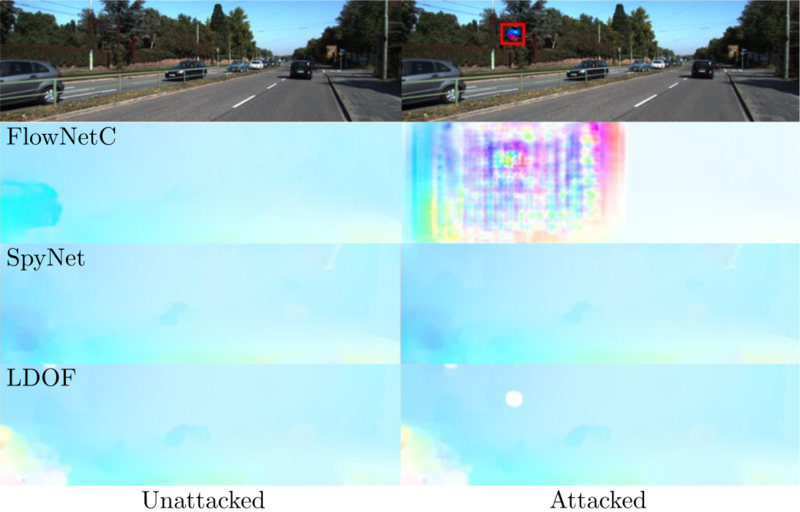 FlowNetC
SpyNet
LDOF
Unattacked
Attacked